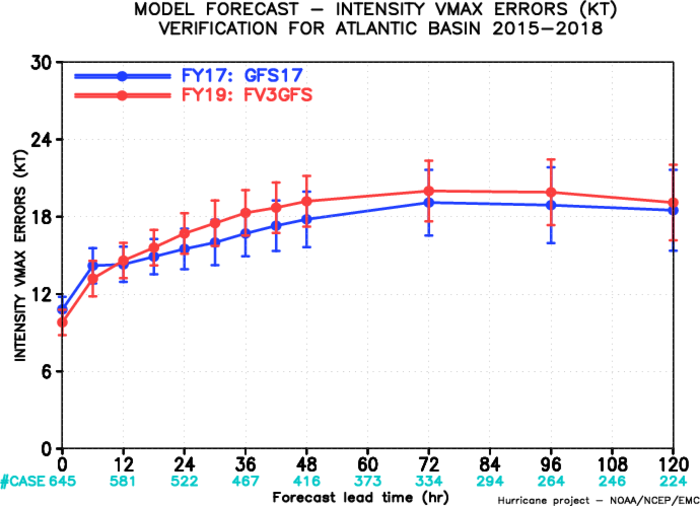 MODEL FORECAST – INTENSITY VMAX ERRORS (KT)
VERIFICATION FOR ATLANTIC BASIN 2015–2018
FY17: GFS17
FY19: FV3GFS
INTENSITY VMAX ERRORS (KT)
30
24
18
12
6
0
0 12 24 36 48 60 72 84 96 108 120
#CASE 645 581 522 467 416 373 334 294 264 246 224
Forecast lead time (hr)
Hurricane project – NOAA/NCEP/EMC